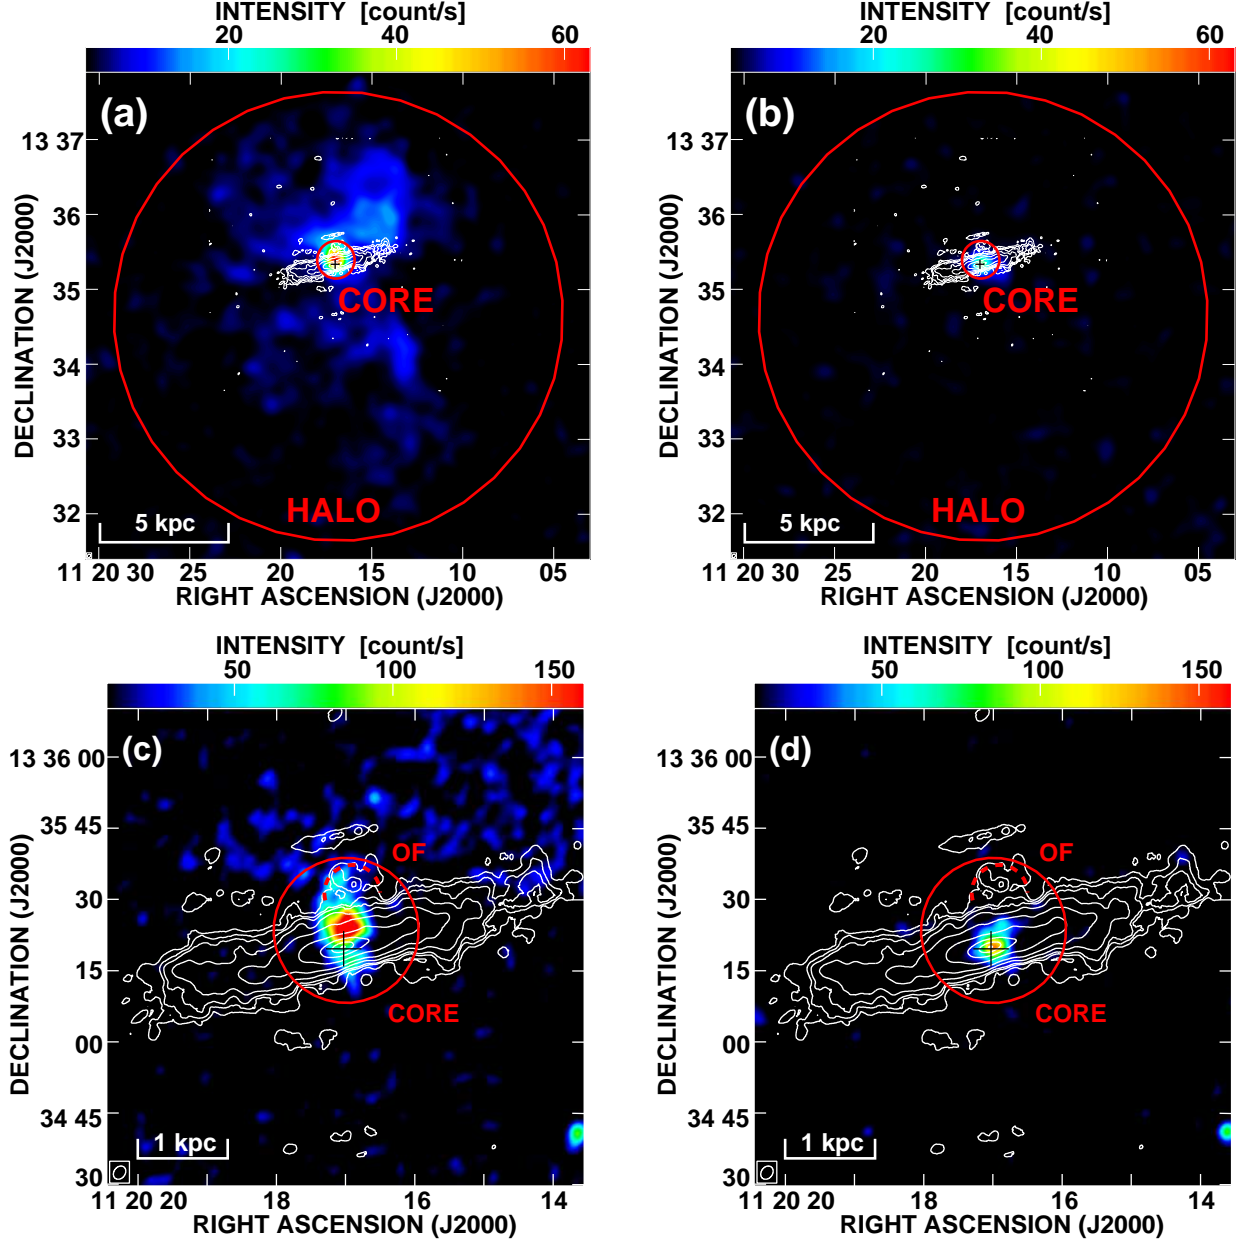 INTENSITY [count/s]
20 40 60
(a)
13 37
36
35
34
33
32
DECLINATION (J2000)
CORE
HALO
5 kpc
11 20 30 25 20 15 10 05
RIGHT ASCENSION (J2000)
INTENSITY [count/s]
20 40 60
(b)
13 37
36
35
34
33
32
DECLINATION (J2000)
CORE
HALO
5 kpc
11 20 30 25 20 15 10 05
RIGHT ASCENSION (J2000)
INTENSITY [count/s]
50 100 150
(c)
13 36 00
35 45
30
15
00
34 45
30
DECLINATION (J2000)
OF
CORE
1 kpc
11 20 20 18 16 14
RIGHT ASCENSION (J2000)
INTENSITY [count/s]
50 100 150
(d)
13 36 00
35 45
30
15
00
34 45
30
DECLINATION (J2000)
OF
CORE
1 kpc
11 20 20 18 16 14
RIGHT ASCENSION (J2000)